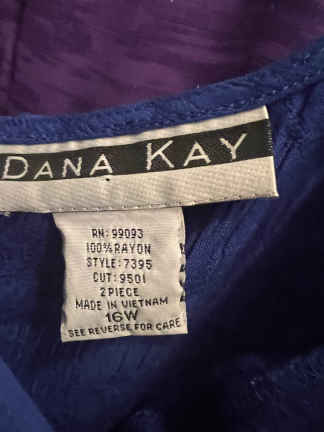 DANA KAY
RN: 99093
100% RAYON
STYLE: 7395
CUT: 9501
2 PIECE
MADE IN VIETNAM
16W
SEE REVERSE FOR CARE